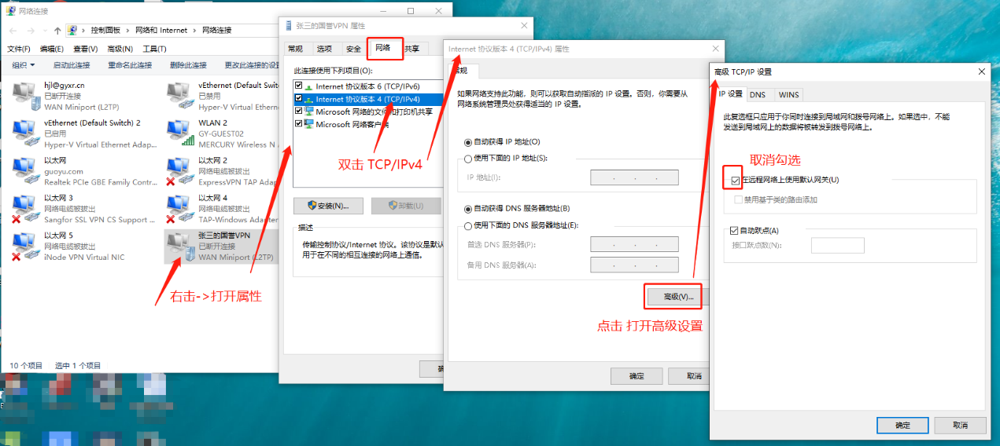 网络连接
控制面板 > 网络和 Internet > 网络连接
文件(F) 编辑(E) 查看(V) 高级(N) 工具(T)
组织 启动此连接 重命名此连接 删除此连接 更改此连接的设
hjl@gyxr.cn
已断开连接
WAN Miniport (L2TP)
vEthernet (Default Switc
已禁用
Hyper-V Virtual Ethernet
vEthernet (Default Switch) 2
已启用
Hyper-V Virtual Ethernet Adap...
WLAN 2
GY-GUEST02
MERCURY Wireless N
以太网
guoyu.com
Realtek PCIe GBE Family Contr...
以太网 2
网络电缆被拔出
ExpressVPN TAP Adap
以太网 3
网络电缆被拔出
Sangfor SSL VPN CS Support ...
以太网 4
网络电缆被拔出
TAP-Windows Adapter
以太网 5
网络电缆被拔出
iNode VPN Virtual NIC
张三的国誉VPN
已断开连接
WAN Miniport (L2TP)
右击->打开属性
10 个项目 选中 1 个项目
张三的国誉VPN 属性
常规 选项 安全 网络 共享
此连接使用下列项目(O):
Internet 协议版本 6 (TCP/IPv6)
Internet 协议版本 4 (TCP/IPv4)
Microsoft 网络的文件和打印机共享
Microsoft 网络客户端
双击 TCP/IPv4
安装(N)... 卸载(U)
描述
传输控制协议/Internet 协议。该协议是默认
用于在不同的相互连接的网络上通信。
确
Internet 协议版本 4 (TCP/IPv4) 属性
常规
如果网络支持此功能，则可以获取自动指派的 IP 设置。否则，你需要从
网络系统管理员处获得适当的 IP 设置。
自动获得 IP 地址(O)
使用下面的 IP 地址(S):
IP 地址(I):
自动获得 DNS 服务器地址(B)
使用下面的 DNS 服务器地址(E):
首选 DNS 服务器(P):
备用 DNS 服务器(A):
高级(V)...
点击 打开高级设置
确定 取消
高级 TCP/IP 设置
IP 设置 DNS WINS
此复选框只应用于你同时连接到局域网和拨号网络上。如果选中，不能
发送到局域网上的数据将被转发到拨号网络上。
取消勾选
在远程网络上使用默认网关(U)
禁用基于类的路由添加
自动跃点(A)
接口跃点数(N):
确定 取消